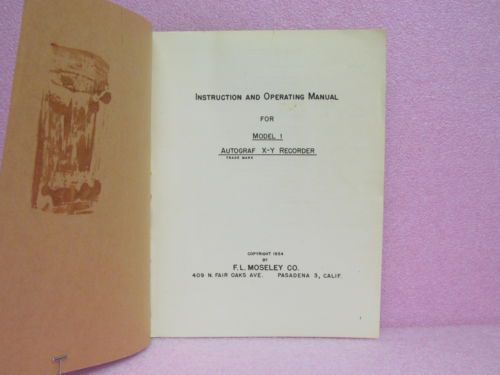 INSTRUCTION AND OPERATING MANUAL
FOR
MODEL 1
AUTOGRAF X-Y RECORDER
TRADE MARK
COPYRIGHT 1954
BY
F. L. MOSELEY CO.
409 N. FAIR OAKS AVE. PASADENA 3, CALIF.